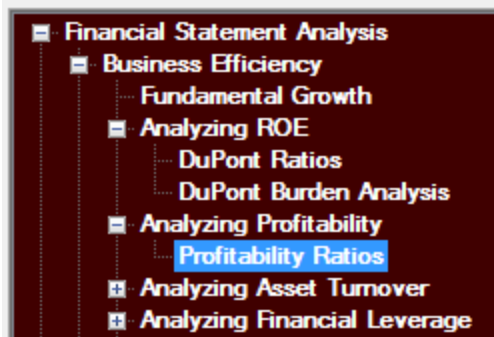 Financial Statement Analysis
Business Efficiency
Fundamental Growth
Analyzing ROE
DuPont Ratios
DuPont Burden Analysis
Analyzing Profitability
Profitability Ratios
Analyzing Asset Turnover
Analyzing Financial Leverage